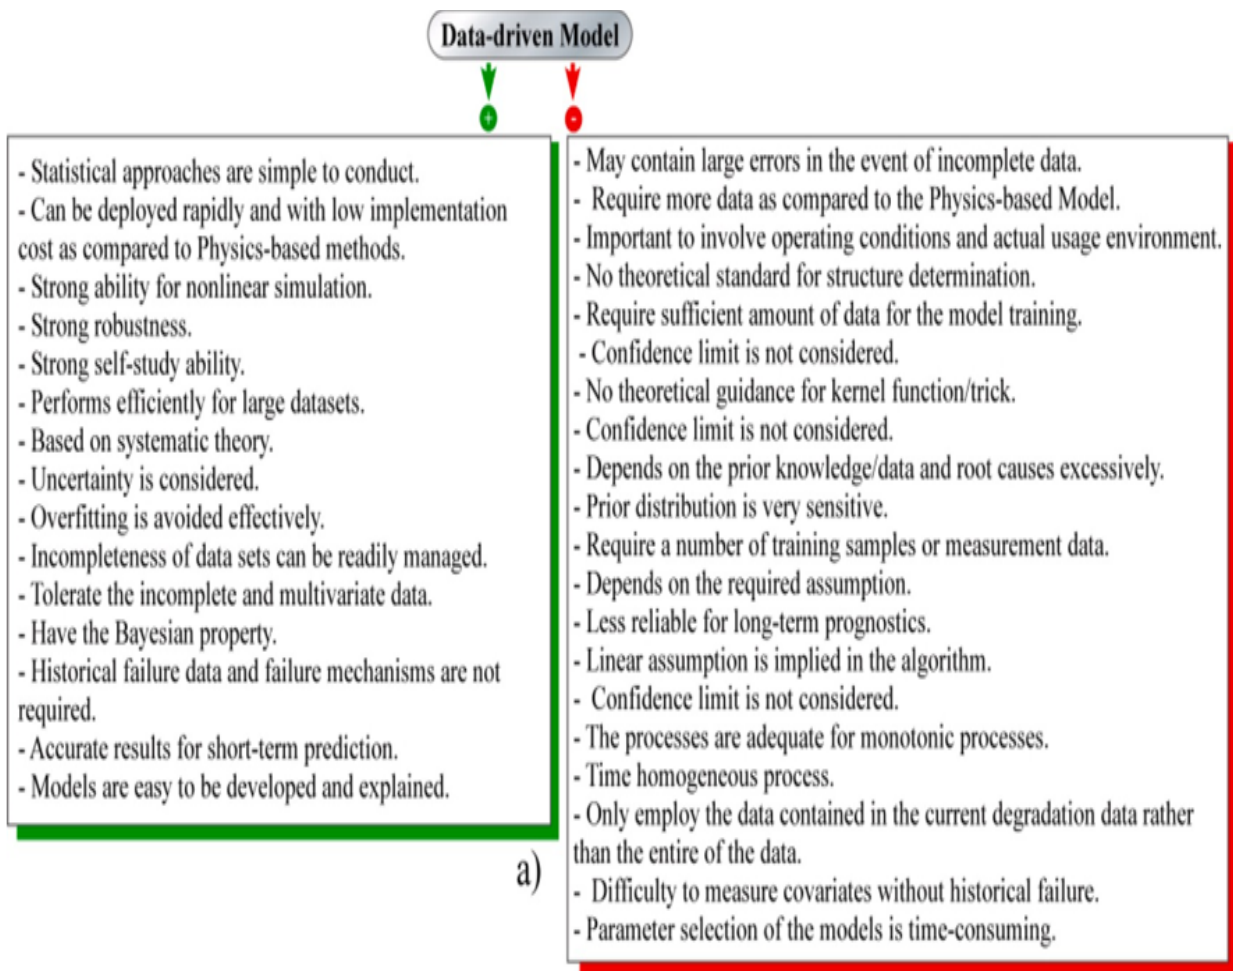 Data-driven Model
+
-
- Statistical approaches are simple to conduct.
- Can be deployed rapidly and with low implementation
cost as compared to Physics-based methods.
- Strong ability for nonlinear simulation.
- Strong robustness.
- Strong self-study ability.
- Performs efficiently for large datasets.
- Based on systematic theory.
- Uncertainty is considered.
- Overfitting is avoided effectively.
- Incompleteness of data sets can be readily managed.
- Tolerate the incomplete and multivariate data.
- Have the Bayesian property.
- Historical failure data and failure mechanisms are not
required.
- Accurate results for short-term prediction.
- Models are easy to be developed and explained.
- May contain large errors in the event of incomplete data.
- Require more data as compared to the Physics-based Model.
- Important to involve operating conditions and actual usage environment.
- No theoretical standard for structure determination.
- Require sufficient amount of data for the model training.
- Confidence limit is not considered.
- No theoretical guidance for kernel function/trick.
- Confidence limit is not considered.
- Depends on the prior knowledge/data and root causes excessively.
- Prior distribution is very sensitive.
- Require a number of training samples or measurement data.
- Depends on the required assumption.
- Less reliable for long-term prognostics.
- Linear assumption is implied in the algorithm.
- Confidence limit is not considered.
- The processes are adequate for monotonic processes.
- Time homogeneous process.
- Only employ the data contained in the current degradation data rather
than the entire of the data.
- Difficulty to measure covariates without historical failure.
- Parameter selection of the models is time-consuming.
a)